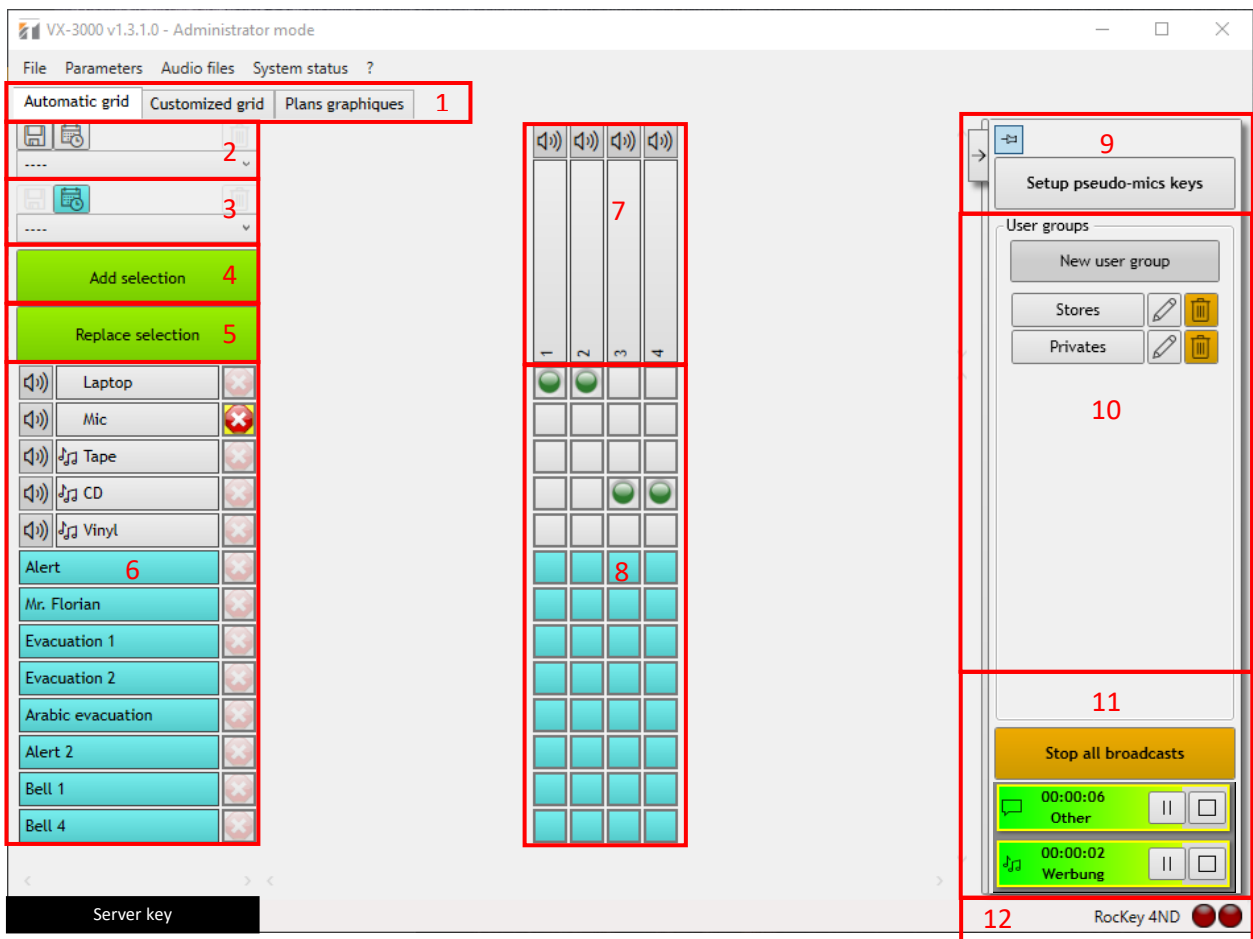 VX-3000 v1.3.1.0 - Administrator mode
File Parameters Audio files System status ?
Automatic grid Customized grid Plans graphiques 1
2
----
3
----
Add selection 4
Replace selection 5
Laptop
Mic
Tape
CD
Vinyl
Alert 6
Mr. Florian
Evacuation 1
Evacuation 2
Arabic evacuation
Alert 2
Bell 1
Bell 4
Server key
7
1 2 3 4
8
9
Setup pseudo-mics keys
User groups
New user group
Stores
Privates
10
11
Stop all broadcasts
00:00:06
Other
00:00:02
Werbung
12 RocKey 4ND